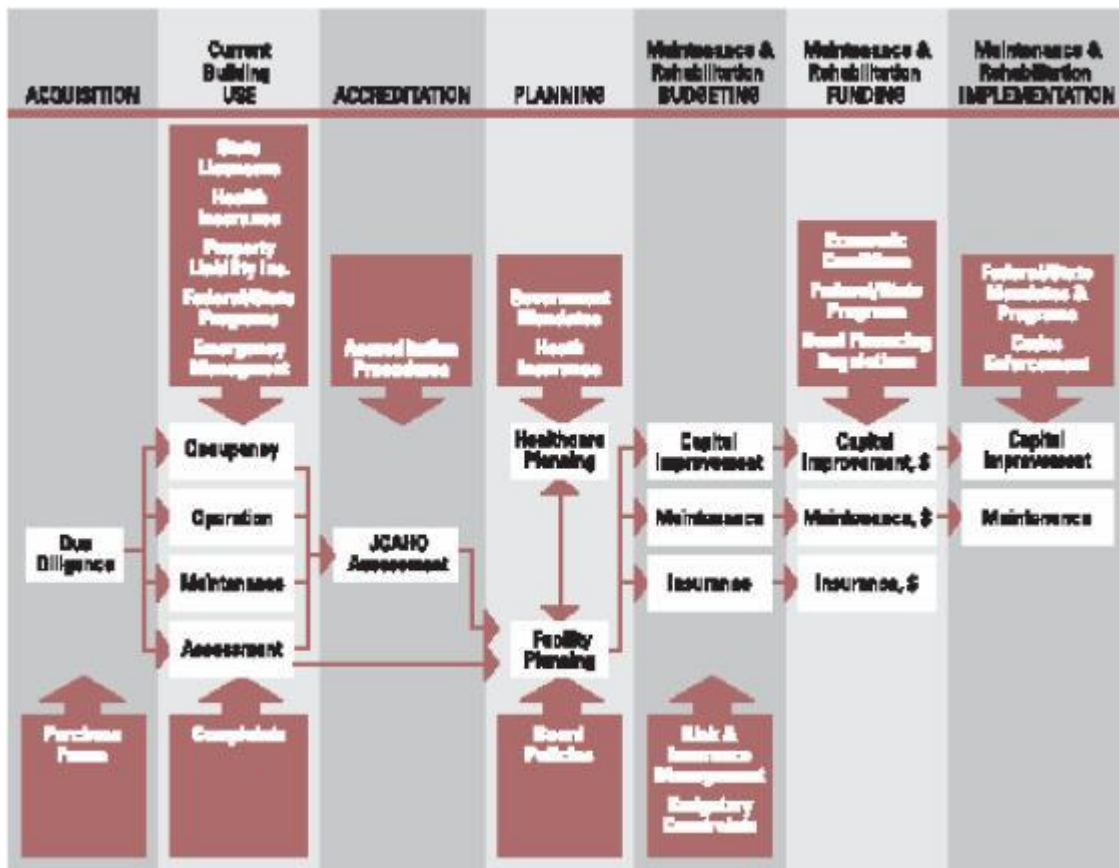 ACQUISITION
Current
Building
USE
ACCREDITATION
PLANNING
Maintenance &
Rehabilitation
BUDGETING
Maintenance &
Rehabilitation
FUNDING
Maintenance &
Rehabilitation
IMPLEMENTATION
State
Licensure
Health
Insurance
Property
Liability Ins.
Federal/State
Programs
Emergency
Managment
Accreditation
Procedures
Government
Mandates
Heath
Insurance
Economic
Conditions
Federal/State
Programs
Bond Financing
Regulations
Federal/State
Mandates &
Programs
Codes
Enforcement
Due
Diligence
Occupancy
Operation
Maintenance
Assessment
JCAHO
Assessment
Healthcare
Planning
Facility
Planning
Capital
Improvement
Maintenance
Insurance
Capital
Improvement, $
Maintenance, $
Insurance, $
Capital
Improvement
Maintenance
Purchase
Complaints
Board
Policies
Risk &
Insurance
Managment
Budgetary
Constraints